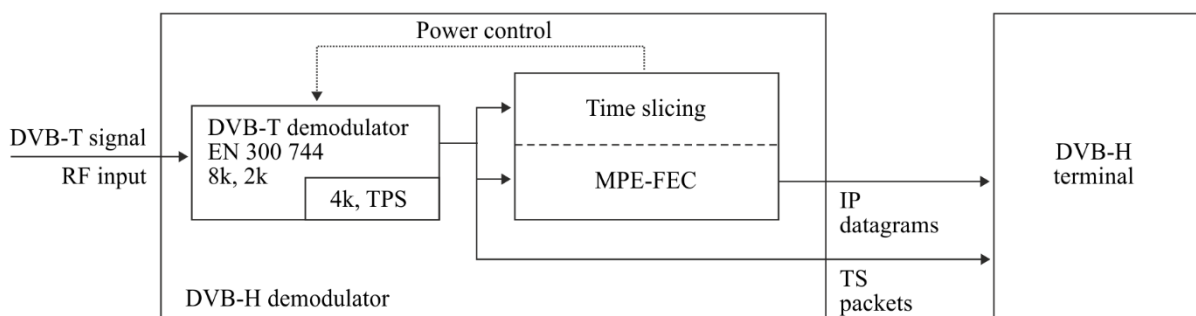 Power control
DVB-T signal
RF input
DVB-T demodulator
EN 300 744
8k, 2k
4k, TPS
Time slicing
MPE-FEC
IP
datagrams
TS
packets
DVB-H
terminal
DVB-H demodulator